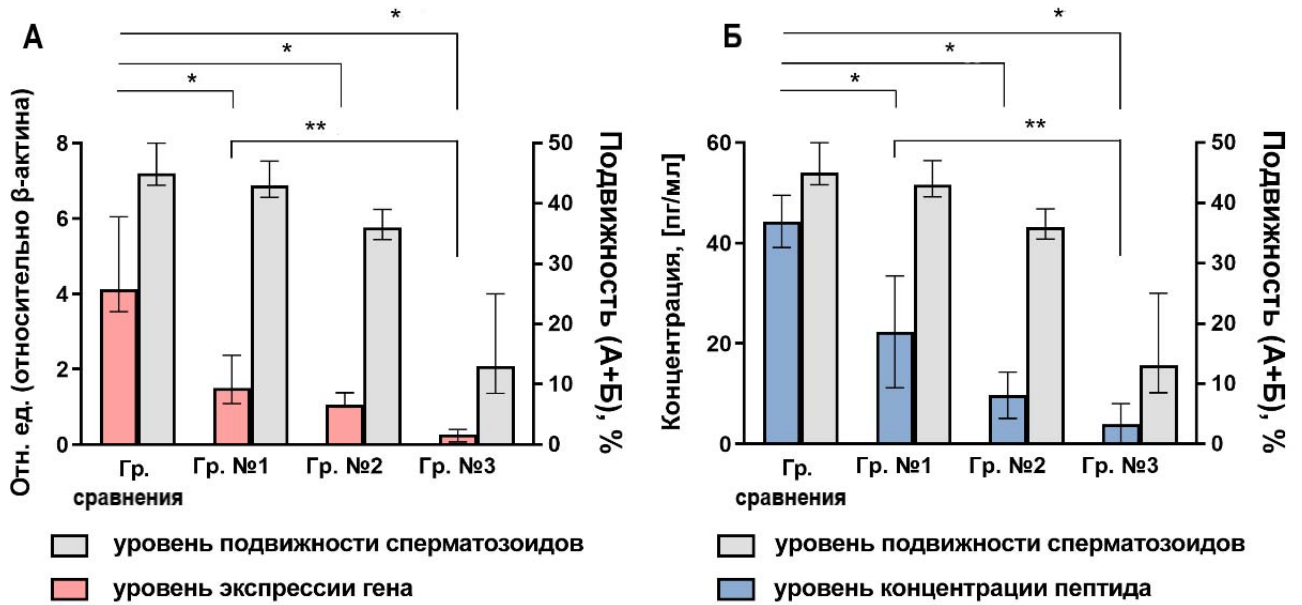 А
*
*
*
**
Отн. ед. (относительно β-актина)
8
6
4
2
0
50
40
30
20
10
0
Подвижность (А+Б), %
Гр. сравнения
Гр. №1
Гр. №2
Гр. №3
уровень подвижности сперматозоидов
уровень экспрессии гена
Б
*
*
*
**
Концентрация, [пг/мл]
60
40
20
0
50
40
30
20
10
0
Подвижность (А+Б), %
Гр. сравнения
Гр. №1
Гр. №2
Гр. №3
уровень подвижности сперматозоидов
уровень концентрации пептида